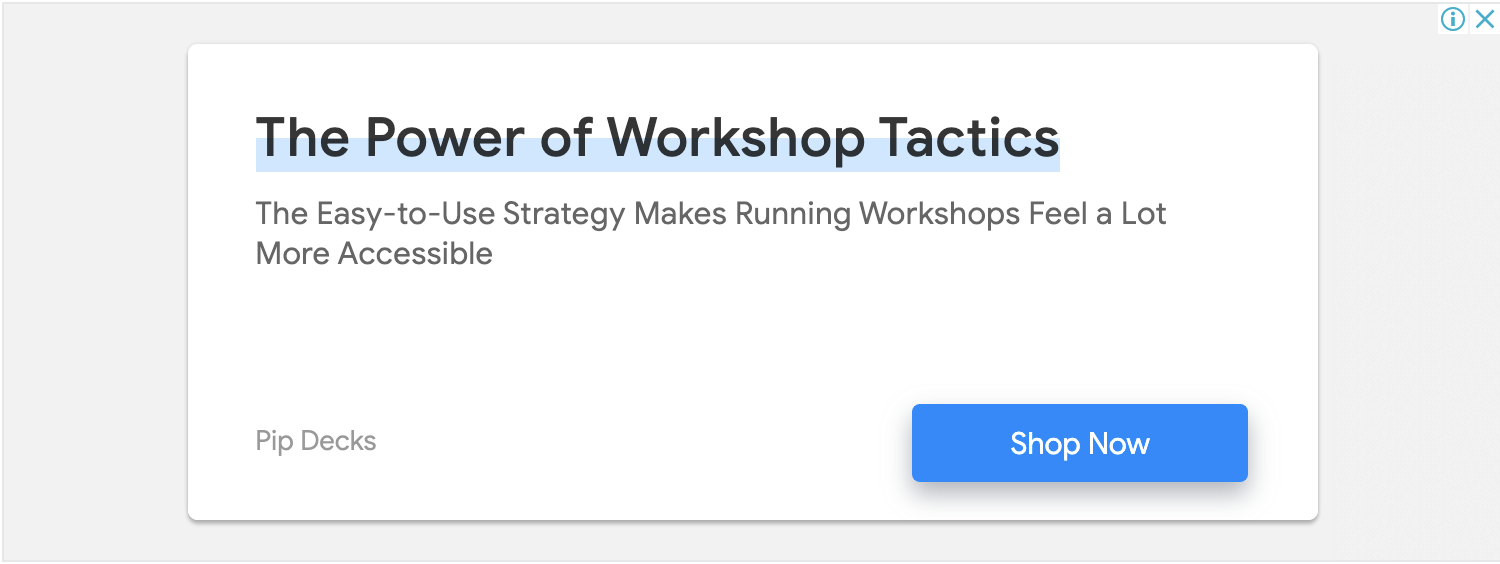 The Power of Workshop Tactics
The Easy-to-Use Strategy Makes Running Workshops Feel a Lot
More Accessible
Pip Decks
Shop Now